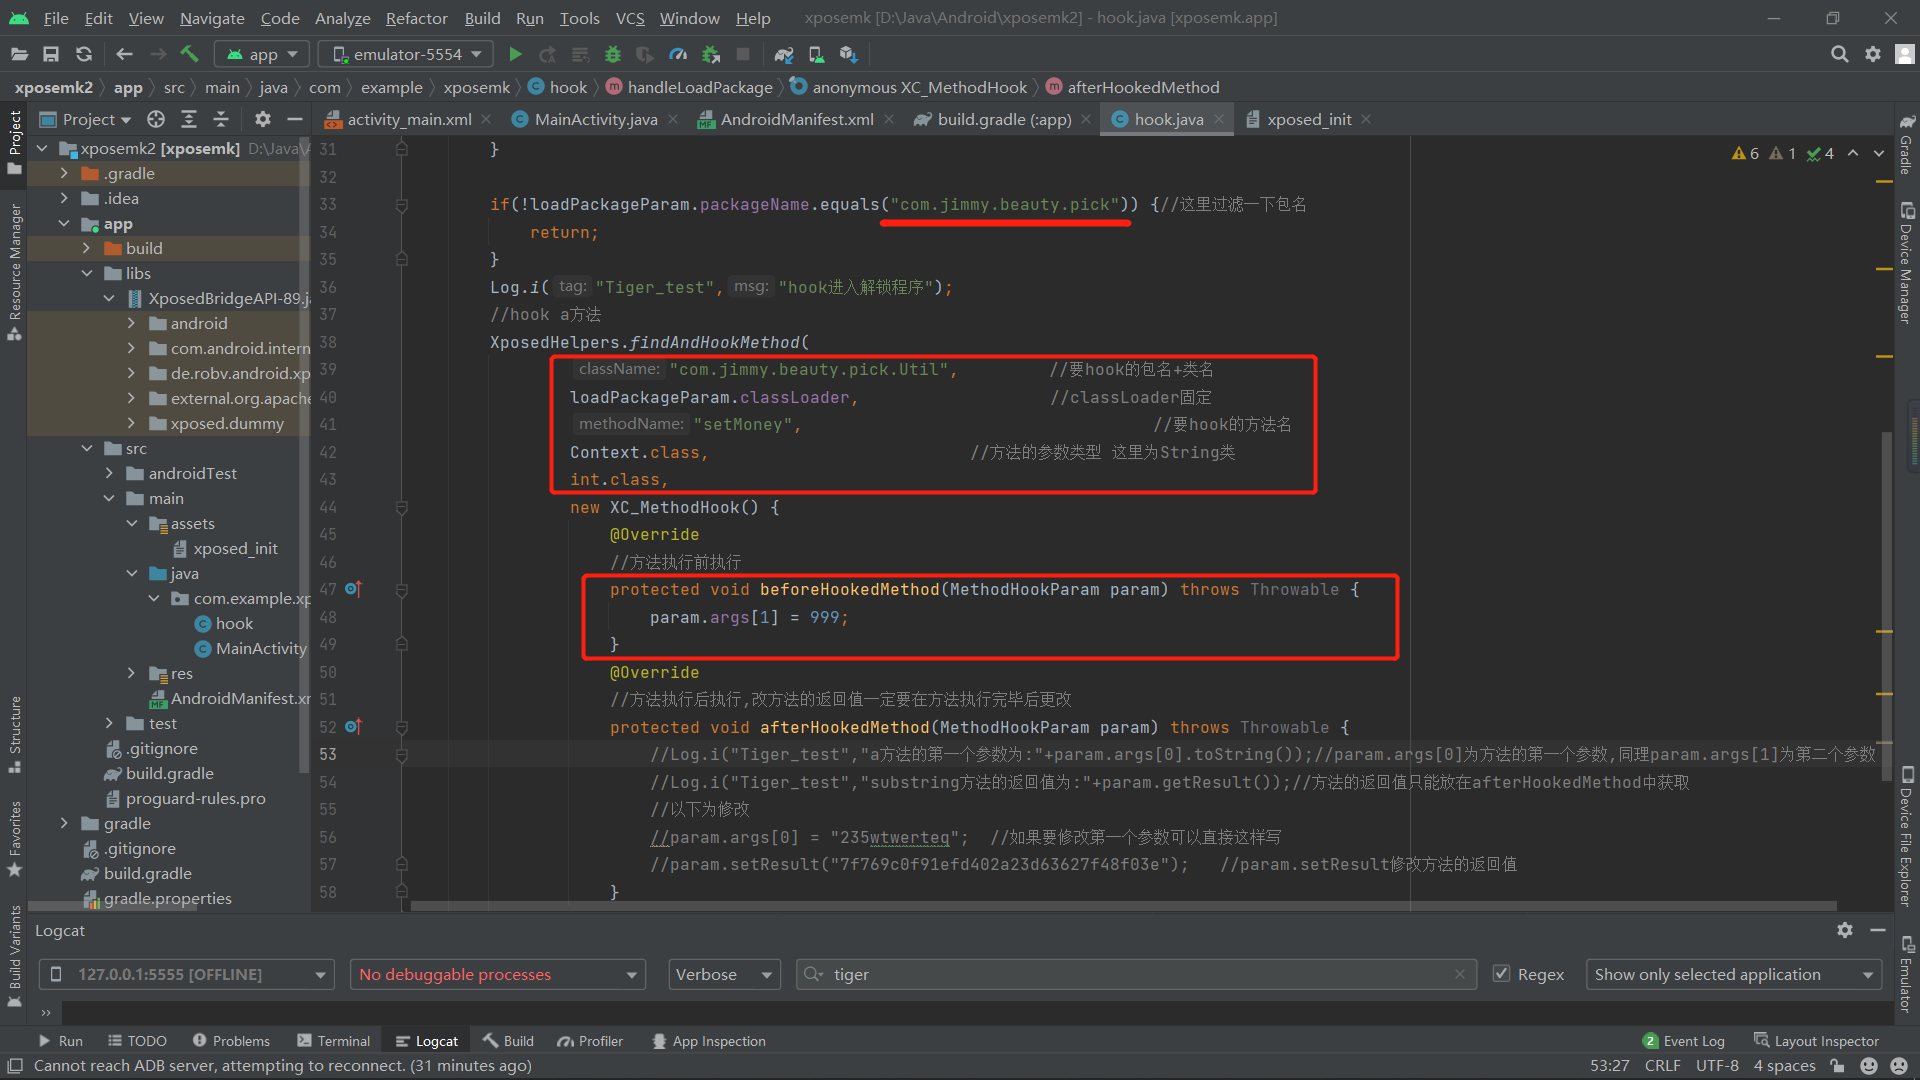 File Edit View Navigate Code Analyze Refactor Build Run Tools VCS Window Help xposemk [D:\Java\Android\xposemk2] - hook.java [xposemk.app]
app emulator-5554
xposemk2 app src main java com example xposemk hook handleLoadPackage anonymous XC_MethodHook afterHookedMethod
Project
activity_main.xml MainActivity.java AndroidManifest.xml build.gradle (:app) hook.java xposed_init
6 1 4
xposemk2 [xposemk] D:\Java\
.gradle
.idea
app
build
libs
XposedBridgeAPI-89.j
android
com.android.intern
de.robv.android.xp
external.org.apache
xposed.dummy
src
androidTest
main
assets
xposed_init
java
com.example.xp
hook
MainActivity
res
AndroidManifest.xm
test
.gitignore
build.gradle
proguard-rules.pro
gradle
.gitignore
build.gradle
gradle.properties
31 }
32
33 if(!loadPackageParam.packageName.equals("com.jimmy.beauty.pick")) {//这里过滤一下包名
34 return;
35 }
36 Log.i( tag: "Tiger_test", msg: "hook进入解锁程序");
37 //hook a方法
38 XposedHelpers.findAndHookMethod(
39 className: "com.jimmy.beauty.pick.Util", //要hook的包名+类名
40 loadPackageParam.classLoader, //classLoader固定
41 methodName: "setMoney", //要hook的方法名
42 Context.class, //方法的参数类型 这里为String类
43 int.class,
44 new XC_MethodHook() {
45 @Override
46 //方法执行前执行
47 protected void beforeHookedMethod(MethodHookParam param) throws Throwable {
48 param.args[1] = 999;
49 }
50 @Override
51 //方法执行后执行,改方法的返回值一定要在方法执行完毕后更改
52 protected void afterHookedMethod(MethodHookParam param) throws Throwable {
53 //Log.i("Tiger_test","a方法的第一个参数为:"+param.args[0].toString());//param.args[0]为方法的第一个参数,同理param.args[1]为第二个参数
54 //Log.i("Tiger_test","substring方法的返回值为:"+param.getResult());//方法的返回值只能放在afterHookedMethod中获取
55 //以下为修改
56 //param.args[0] = "235wtwerteq"; //如果要修改第一个参数可以直接这样写
57 //param.setResult("7f769c0f91efd402a23d63627f48f03e"); //param.setResult修改方法的返回值
58 }
Project
Resource Manager
Structure
Favorites
Build Variants
Gradle
Device Manager
Device File Explorer
Emulator
Logcat
127.0.0.1:5555 [OFFLINE] No debuggable processes Verbose tiger Regex Show only selected application
»
Run TODO Problems Terminal Logcat Build Profiler App Inspection 2 Event Log Layout Inspector
Cannot reach ADB server, attempting to reconnect. (31 minutes ago) 53:27 CRLF UTF-8 4 spaces